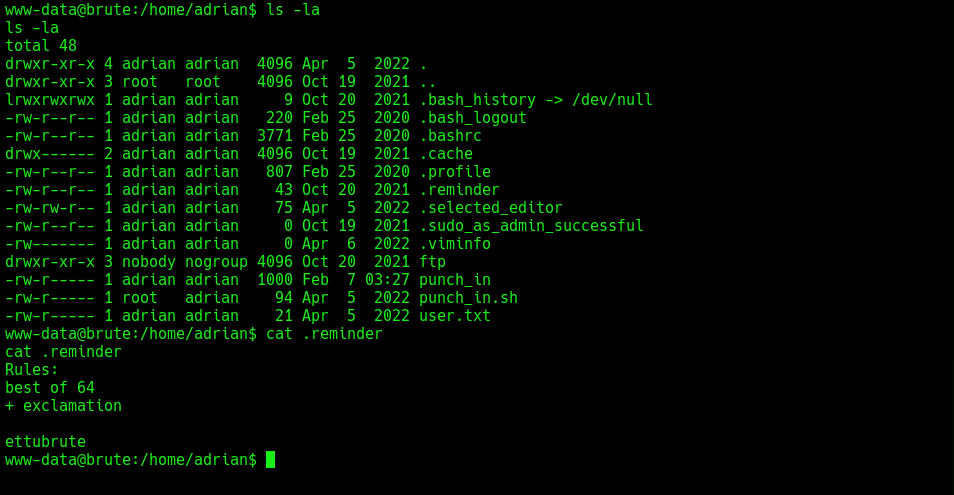 www-data@brute:/home/adrian$ ls -la
ls -la
total 48
drwxr-xr-x 4 adrian adrian  4096 Apr  5  2022 .
drwxr-xr-x 3 root   root    4096 Oct 19  2021 ..
lrwxrwxrwx 1 adrian adrian     9 Oct 20  2021 .bash_history -> /dev/null
-rw-r--r-- 1 adrian adrian   220 Feb 25  2020 .bash_logout
-rw-r--r-- 1 adrian adrian  3771 Feb 25  2020 .bashrc
drwx------ 2 adrian adrian  4096 Oct 19  2021 .cache
-rw-r--r-- 1 adrian adrian   807 Feb 25  2020 .profile
-rw-r--r-- 1 adrian adrian    43 Oct 20  2021 .reminder
-rw-rw-r-- 1 adrian adrian    75 Apr  5  2022 .selected_editor
-rw-r--r-- 1 adrian adrian     0 Oct 19  2021 .sudo_as_admin_successful
-rw------- 1 adrian adrian     0 Apr  6  2022 .viminfo
drwxr-xr-x 3 nobody nogroup 4096 Oct 20  2021 ftp
-rw-r----- 1 adrian adrian  1000 Feb  7 03:27 punch_in
-rw-r----- 1 root   adrian    94 Apr  5  2022 punch_in.sh
-rw-r----- 1 adrian adrian    21 Apr  5  2022 user.txt
www-data@brute:/home/adrian$ cat .reminder
cat .reminder
Rules:
best of 64
+ exclamation

ettubrute
www-data@brute:/home/adrian$